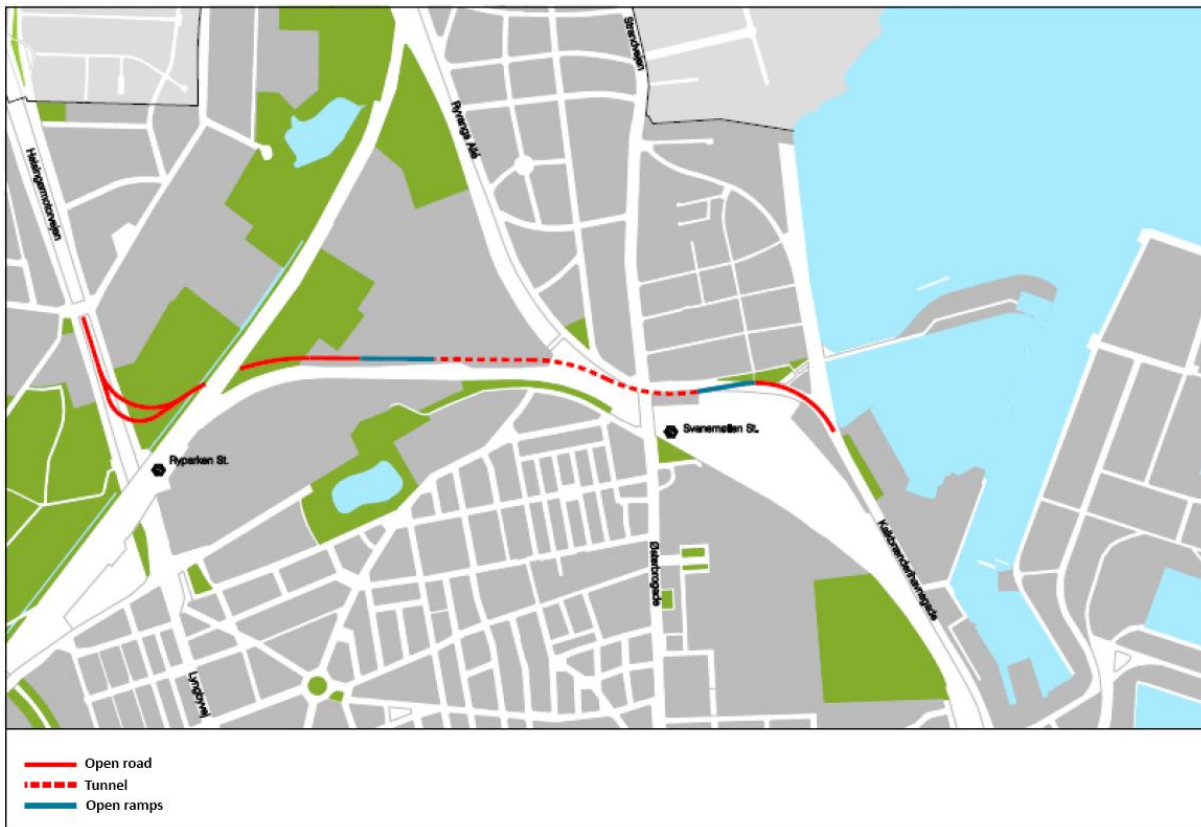 Strandvejen
Ryvangs Allé
Helsingørmotorvejen
Ryparken St.
Svanemøllen St.
Østerbrogade
Kalkbrænderihavnsgade
Lyngbyvej
Open road
Tunnel
Open ramps